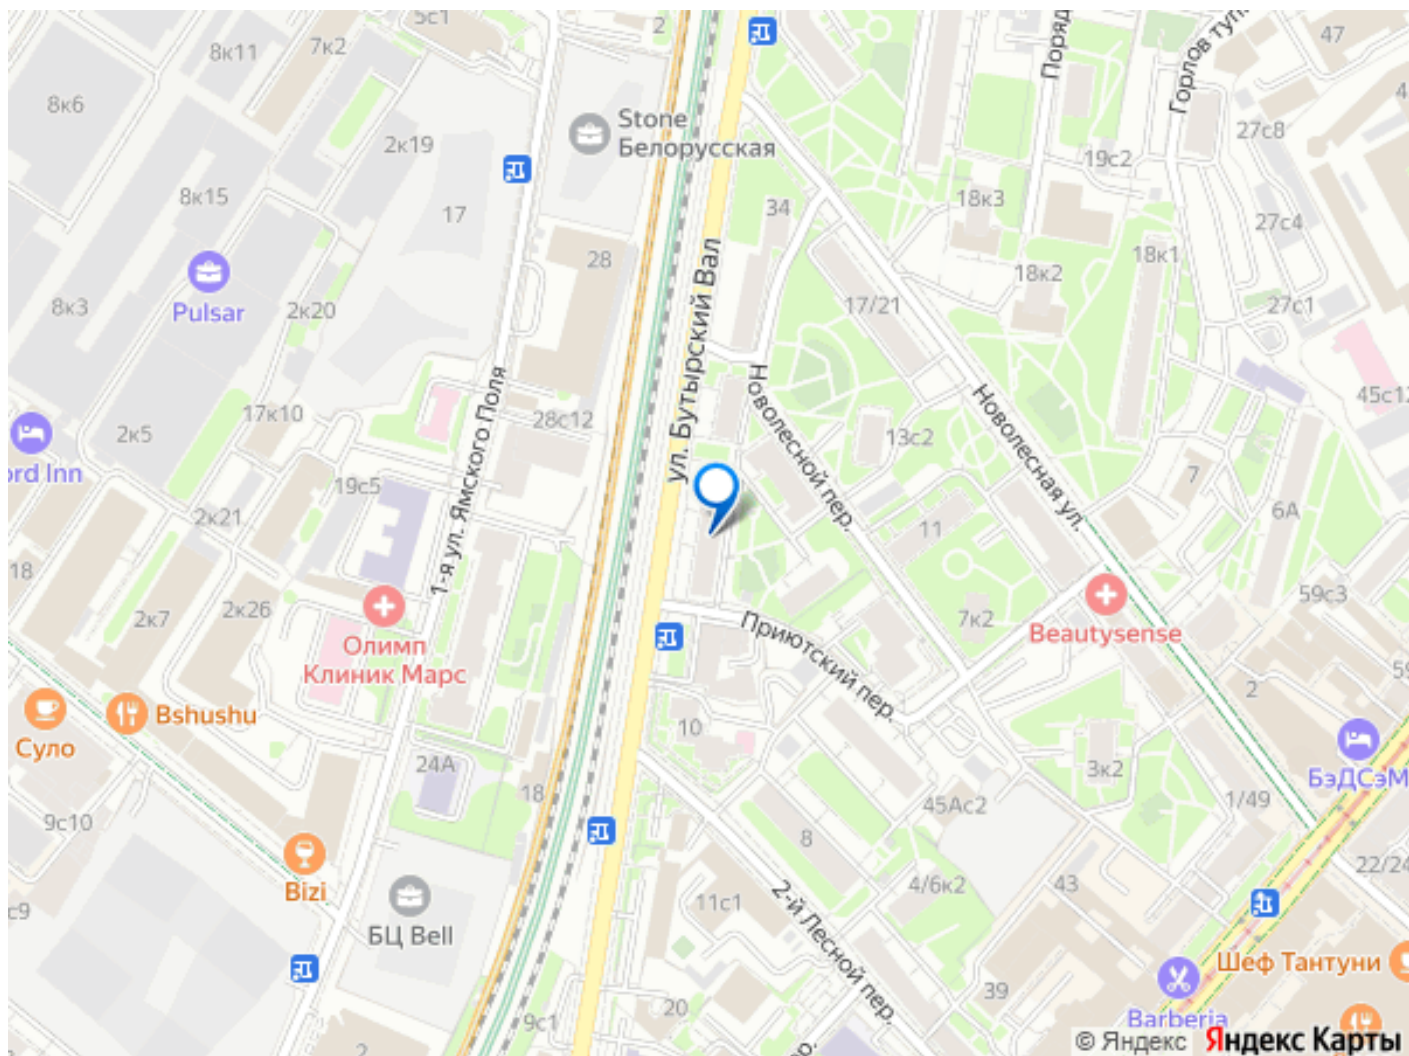 5с1
2
47
Поряд
Горлов туп
7к2
8к11
8к6
Stone
Белорусская
2к19
27с8
19с2
8к15
17
34
18к3
27с4
28
18к1
18к2
Pulsar
8к3
2к20
17/21
27с1
ул. Бутырский Вал
1-я ул. Ямского Поля
Новолесной пер.
Новолесная ул.
45с12
17к10
28с12
2к5
13с2
ord Inn
19с5
7
2к21
11
6А
18
2к7
2к26
Олимп
Клиник Марс
Приютский пер.
7к2
Beautysense
59с3
59
2
Bshushu
Суло
10
24А
18
3к2
БэДСэМ
45Ас2
1/49
9с10
8
Bizi
4/6к2
43
22/24
с9
11с1
2-й Лесной пер.
БЦ Bell
Шеф Тантуни
39
20
9с1
Barberia
2
© Яндекс Яндекс Карты